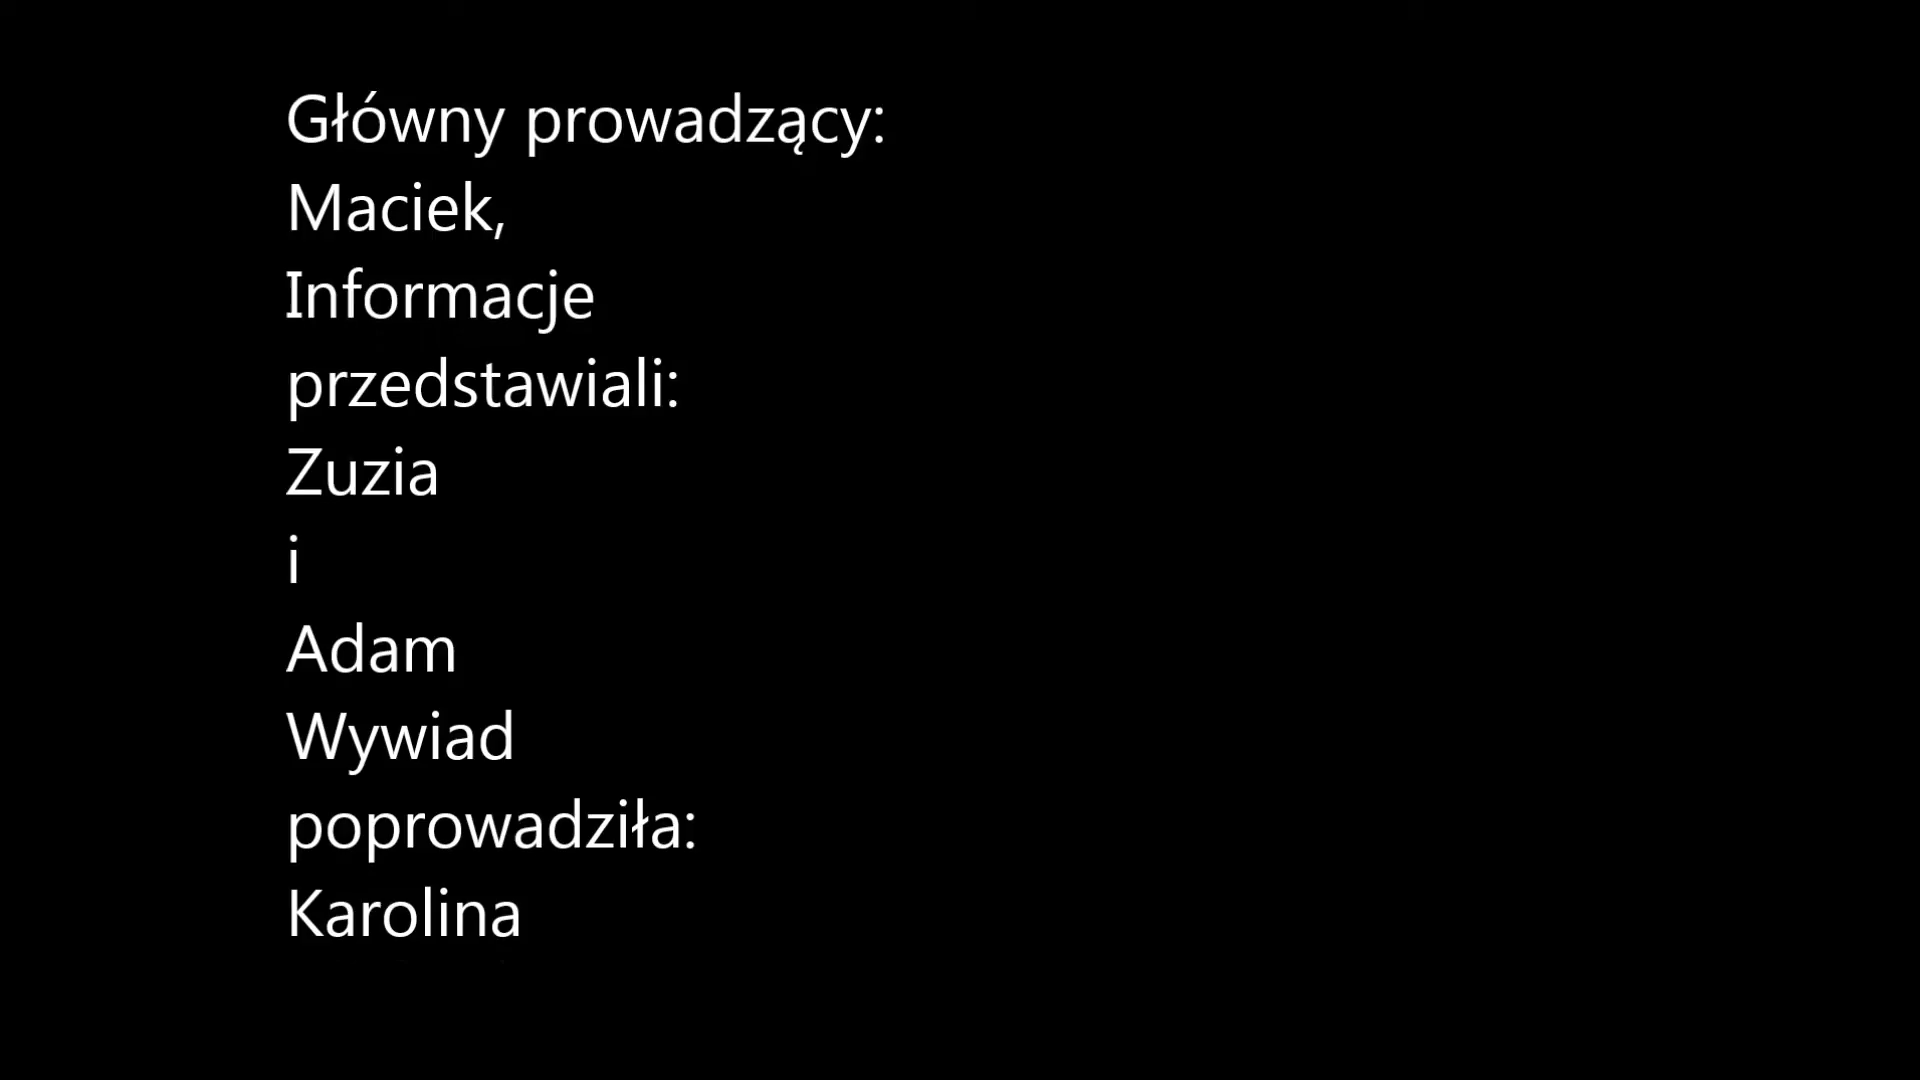 Główny prowadzący:
Maciek,
Informacje
przedstawiali:
Zuzia
i
Adam
Wywiad
poprowadziła:
Karolina